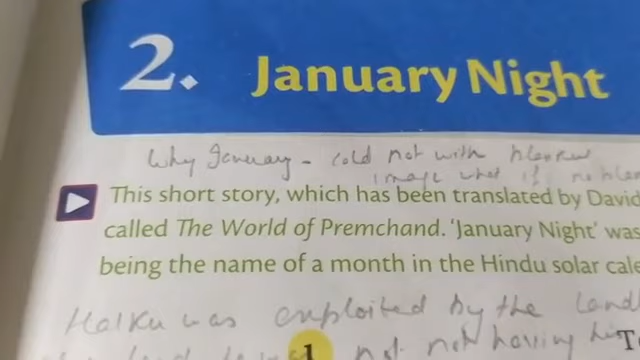 2. January Night
Why January - cold not with blanket
image what if no
This short story, which has been translated by David
called The World of Premchand. 'January Night' was
being the name of a month in the Hindu solar cale
Halku was exploited by the land
1 not not having his T